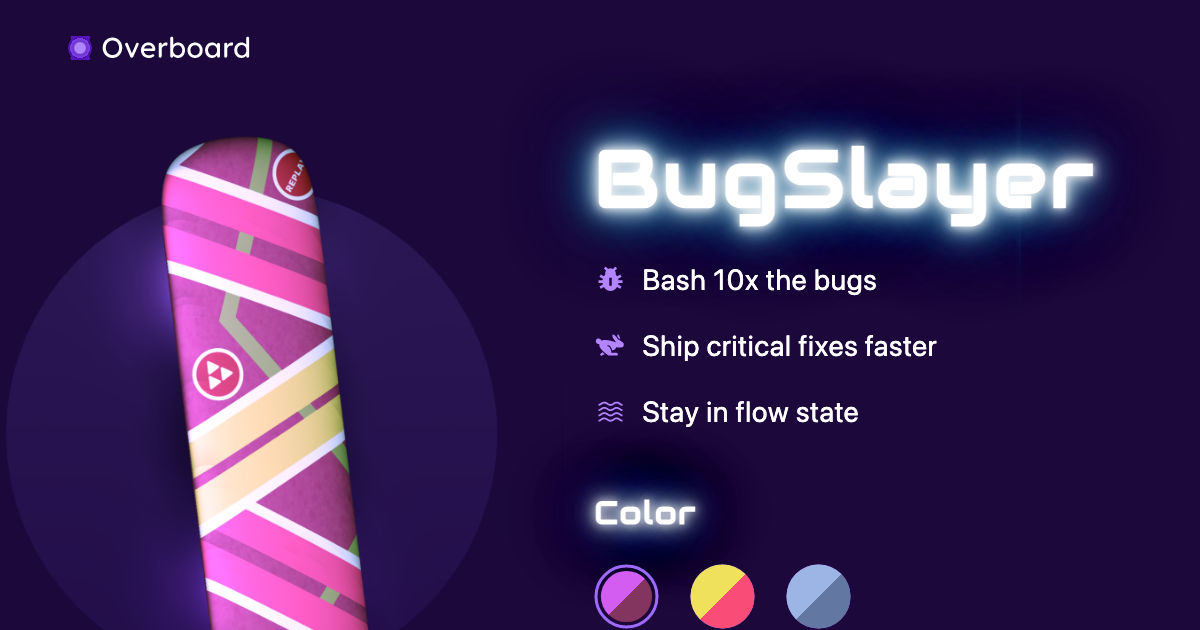 Overboard
REPLAY
BugSlayer
Bash 10x the bugs
Ship critical fixes faster
Stay in flow state
Color